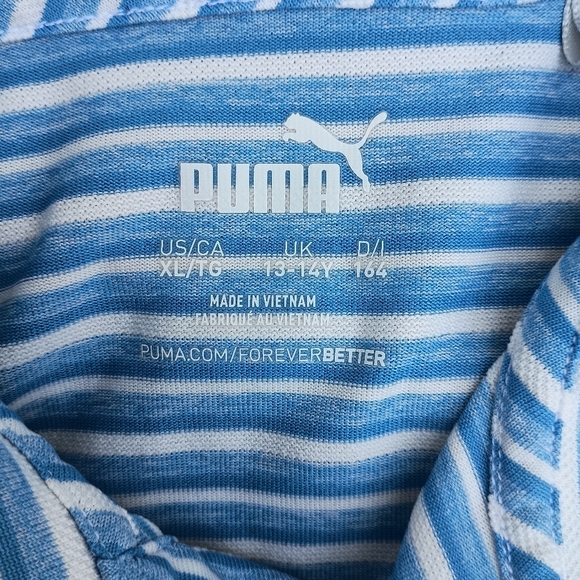 PUMA
US/CA UK D/I
XL/TG 13-14Y 164
MADE IN VIETNAM
FABRIQUÉ AU VIETNAM
PUMA.COM/FOREVERBETTER